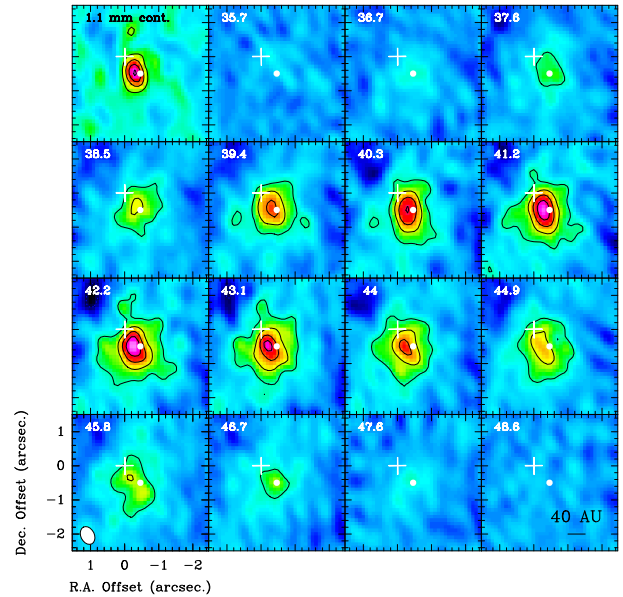 1.1 mm cont. 35.7 36.7 37.6
38.5 39.4 40.3 41.2
42.2 43.1 44 44.9
45.8 46.7 47.6 48.6
1
0
−1
−2
Dec. Offset (arcsec.)
40 AU
1 0 −1 −2
R.A. Offset (arcsec.)